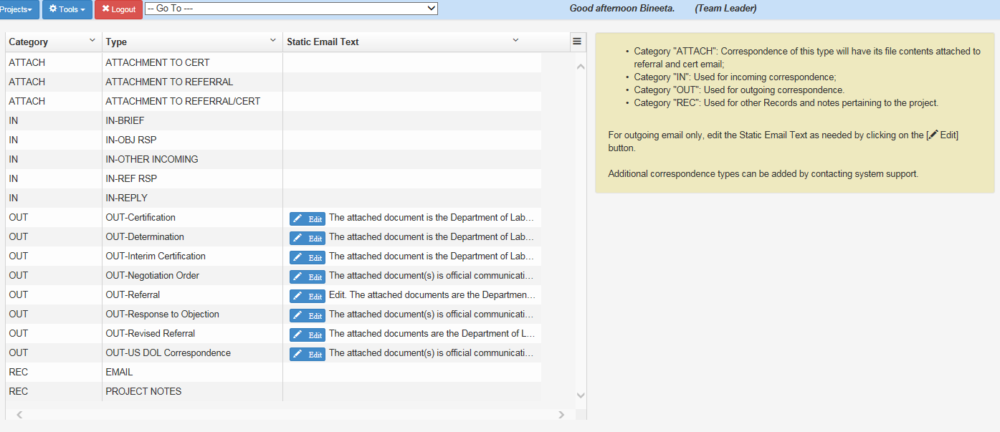 Projects
Tools
Logout
-- Go To ---
Good afternoon Bineeta. (Team Leader)
Category Type Static Email Text
ATTACH ATTACHMENT TO CERT
ATTACH ATTACHMENT TO REFERRAL
ATTACH ATTACHMENT TO REFERRAL/CERT
IN IN-BRIEF
IN IN-OBJ RSP
IN IN-OTHER INCOMING
IN IN-REF RSP
IN IN-REPLY
OUT OUT-Certification Edit The attached document is the Department of Lab...
OUT OUT-Determination Edit The attached document is the Department of Lab...
OUT OUT-Interim Certification Edit The attached document is the Department of Lab...
OUT OUT-Negotiation Order Edit The attached document(s) is official communicati...
OUT OUT-Referral Edit Edit. The attached documents are the Departmen...
OUT OUT-Response to Objection Edit The attached document(s) is official communicati...
OUT OUT-Revised Referral Edit The attached documents are the Department of L...
OUT OUT-US DOL Correspondence Edit The attached document(s) is official communicati...
REC EMAIL
REC PROJECT NOTES
• Category "ATTACH": Correspondence of this type will have its file contents attached to
referral and cert email;
• Category "IN": Used for incoming correspondence;
• Category "OUT": Used for outgoing correspondence.
• Category "REC": Used for other Records and notes pertaining to the project.
For outgoing email only, edit the Static Email Text as needed by clicking on the [ Edit]
button.
Additional correspondence types can be added by contacting system support.